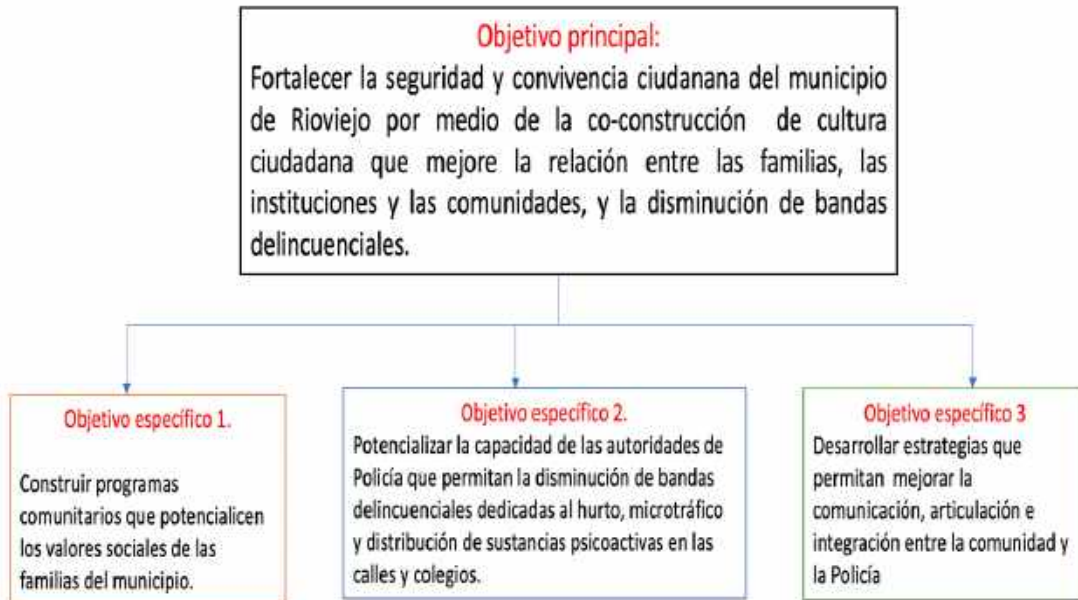 Objetivo principal:
Fortalecer la seguridad y convivencia ciudanana del municipio
de Rioviejo por medio de la co-construcción de cultura
ciudadana que mejore la relación entre las familias, las
instituciones y las comunidades, y la disminución de bandas
delincuenciales.
Objetivo específico 1.
Construir programas
comunitarios que potencialicen
los valores sociales de las
familias del municipio.
Objetivo específico 2.
Potencializar la capacidad de las autoridades de
Policía que permitan la disminución de bandas
delincuenciales dedicadas al hurto, microtráfico
y distribución de sustancias psicoactivas en las
calles y colegios.
Objetivo específico 3
Desarrollar estrategias que
permitan mejorar la
comunicación, articulación e
integración entre la comunidad y
la Policía